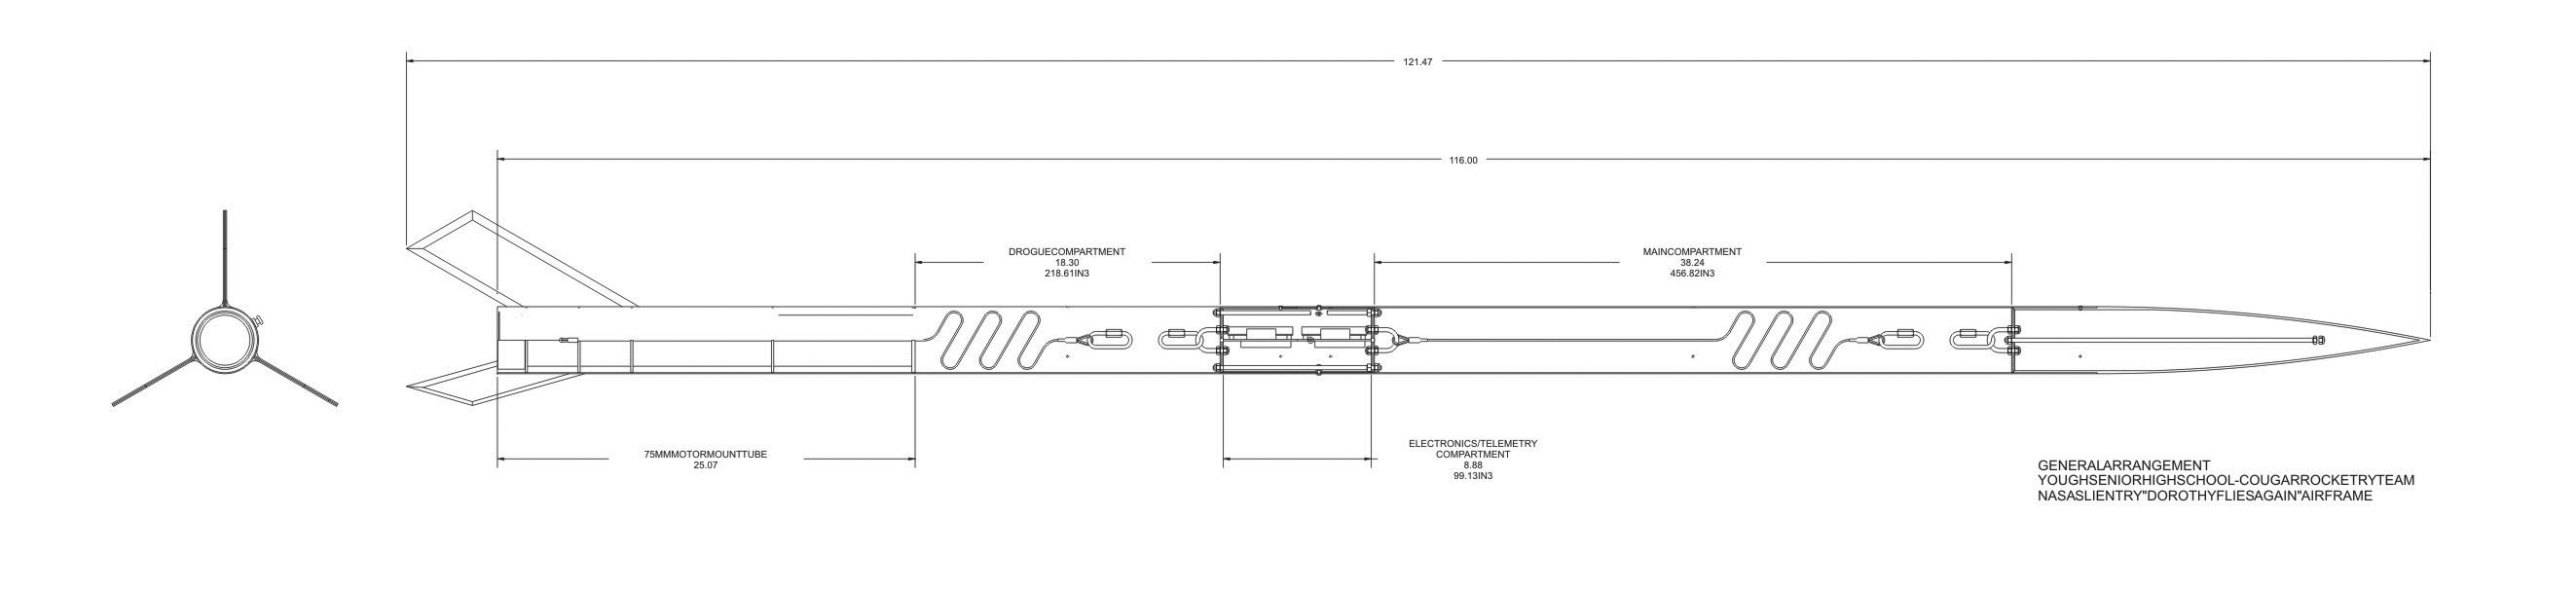 121.47
116.00
DROGUECOMPARTMENT
18.30
218.61IN3
MAINCOMPARTMENT
38.24
456.82IN3
75MMMOTORMOUNTTUBE
25.07
ELECTRONICS/TELEMETRY
COMPARTMENT
8.88
99.13IN3
GENERALARRANGEMENT
YOUGHSENIORHIGHSCHOOL-COUGARROCKETRYTEAM
NASASLIENTRY"DOROTHYFLIESAGAIN"AIRFRAME